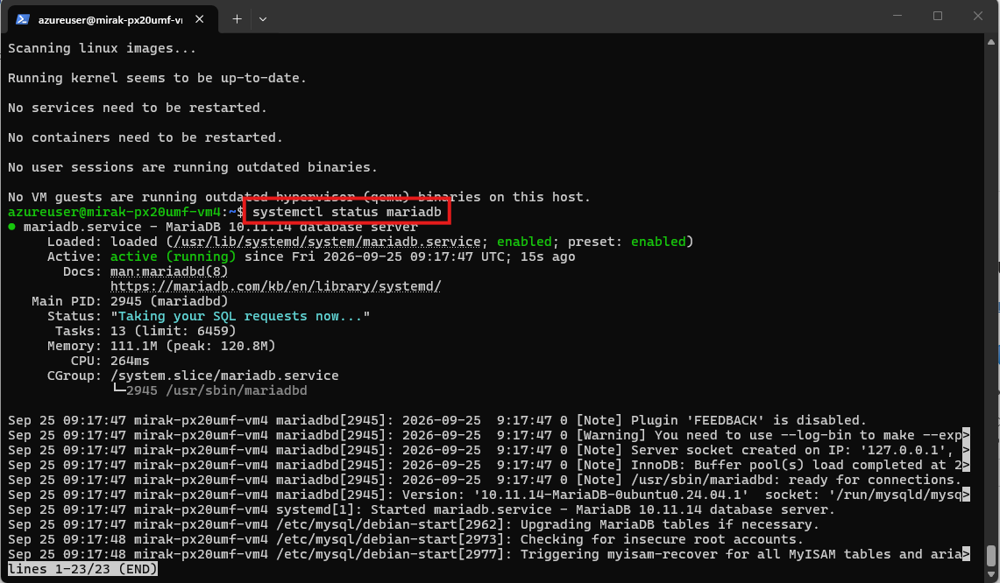 azureuser@mirak-px20umf-v
Scanning linux images...
Running kernel seems to be up-to-date.
No services need to be restarted.
No containers need to be restarted.
No user sessions are running outdated binaries.
No VM guests are running outdated hypervisor (qemu) binaries on this host.
azureuser@mirak-px20umf-vm4:~$ systemctl status mariadb
● mariadb.service - MariaDB 10.11.14 database server
Loaded: loaded (/usr/lib/systemd/system/mariadb.service; enabled; preset: enabled)
Active: active (running) since Fri 2026-09-25 09:17:47 UTC; 15s ago
Docs: man:mariadbd(8)
https://mariadb.com/kb/en/library/systemd/
Main PID: 2945 (mariadbd)
Status: "Taking your SQL requests now..."
Tasks: 13 (limit: 6459)
Memory: 111.1M (peak: 120.8M)
CPU: 264ms
CGroup: /system.slice/mariadb.service
└─2945 /usr/sbin/mariadbd
Sep 25 09:17:47 mirak-px20umf-vm4 mariadbd[2945]: 2026-09-25  9:17:47 0 [Note] Plugin 'FEEDBACK' is disabled.
Sep 25 09:17:47 mirak-px20umf-vm4 mariadbd[2945]: 2026-09-25  9:17:47 0 [Warning] You need to use --log-bin to make --exp>
Sep 25 09:17:47 mirak-px20umf-vm4 mariadbd[2945]: 2026-09-25  9:17:47 0 [Note] Server socket created on IP: '127.0.0.1', >
Sep 25 09:17:47 mirak-px20umf-vm4 mariadbd[2945]: 2026-09-25  9:17:47 0 [Note] InnoDB: Buffer pool(s) load completed at 2>
Sep 25 09:17:47 mirak-px20umf-vm4 mariadbd[2945]: 2026-09-25  9:17:47 0 [Note] /usr/sbin/mariadbd: ready for connections.
Sep 25 09:17:47 mirak-px20umf-vm4 mariadbd[2945]: Version: '10.11.14-MariaDB-0ubuntu0.24.04.1'  socket: '/run/mysqld/mysq>
Sep 25 09:17:47 mirak-px20umf-vm4 systemd[1]: Started mariadb.service - MariaDB 10.11.14 database server.
Sep 25 09:17:47 mirak-px20umf-vm4 /etc/mysql/debian-start[2962]: Upgrading MariaDB tables if necessary.
Sep 25 09:17:48 mirak-px20umf-vm4 /etc/mysql/debian-start[2973]: Checking for insecure root accounts.
Sep 25 09:17:48 mirak-px20umf-vm4 /etc/mysql/debian-start[2977]: Triggering myisam-recover for all MyISAM tables and aria>
lines 1-23/23 (END)